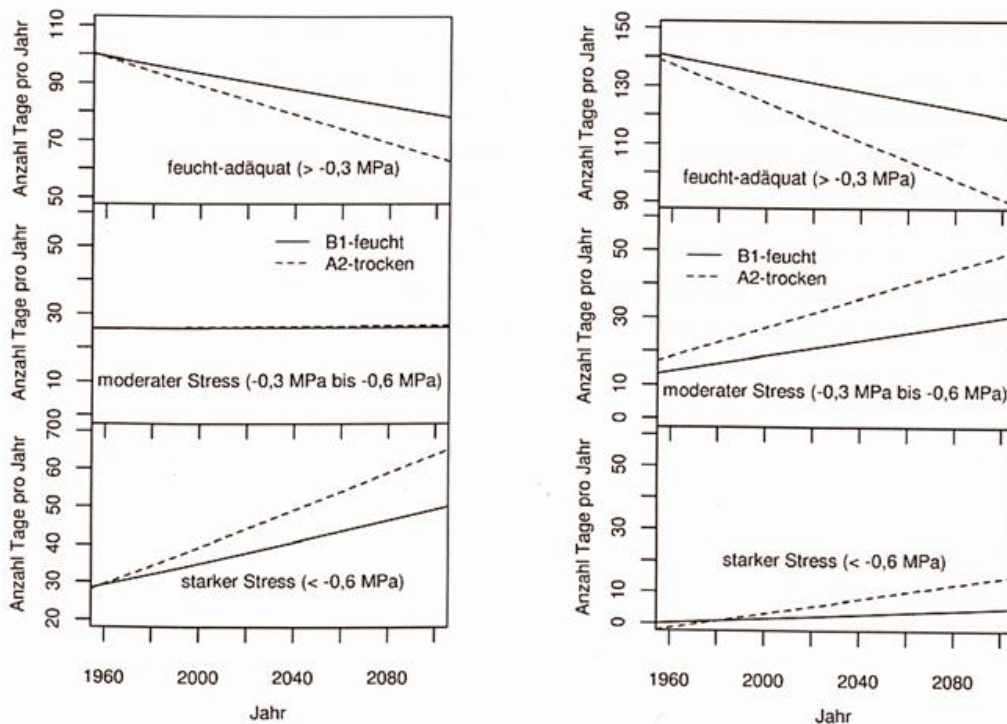 Anzahl Tage pro Jahr
110
90
70
50
feucht-adäquat (> -0,3 MPa)
Anzahl Tage pro Jahr
50
30
10
0
B1-feucht
A2-trocken
moderater Stress (-0,3 MPa bis -0,6 MPa)
Anzahl Tage pro Jahr
70
60
50
40
30
20
starker Stress (< -0,6 MPa)
1960 2000 2040 2080
Jahr
Anzahl Tage pro Jahr
150
130
110
90
feucht-adäquat (> -0,3 MPa)
Anzahl Tage pro Jahr
50
30
10
0
B1-feucht
A2-trocken
moderater Stress (-0,3 MPa bis -0,6 MPa)
Anzahl Tage pro Jahr
50
30
10
0
starker Stress (< -0,6 MPa)
1960 2000 2040 2080
Jahr